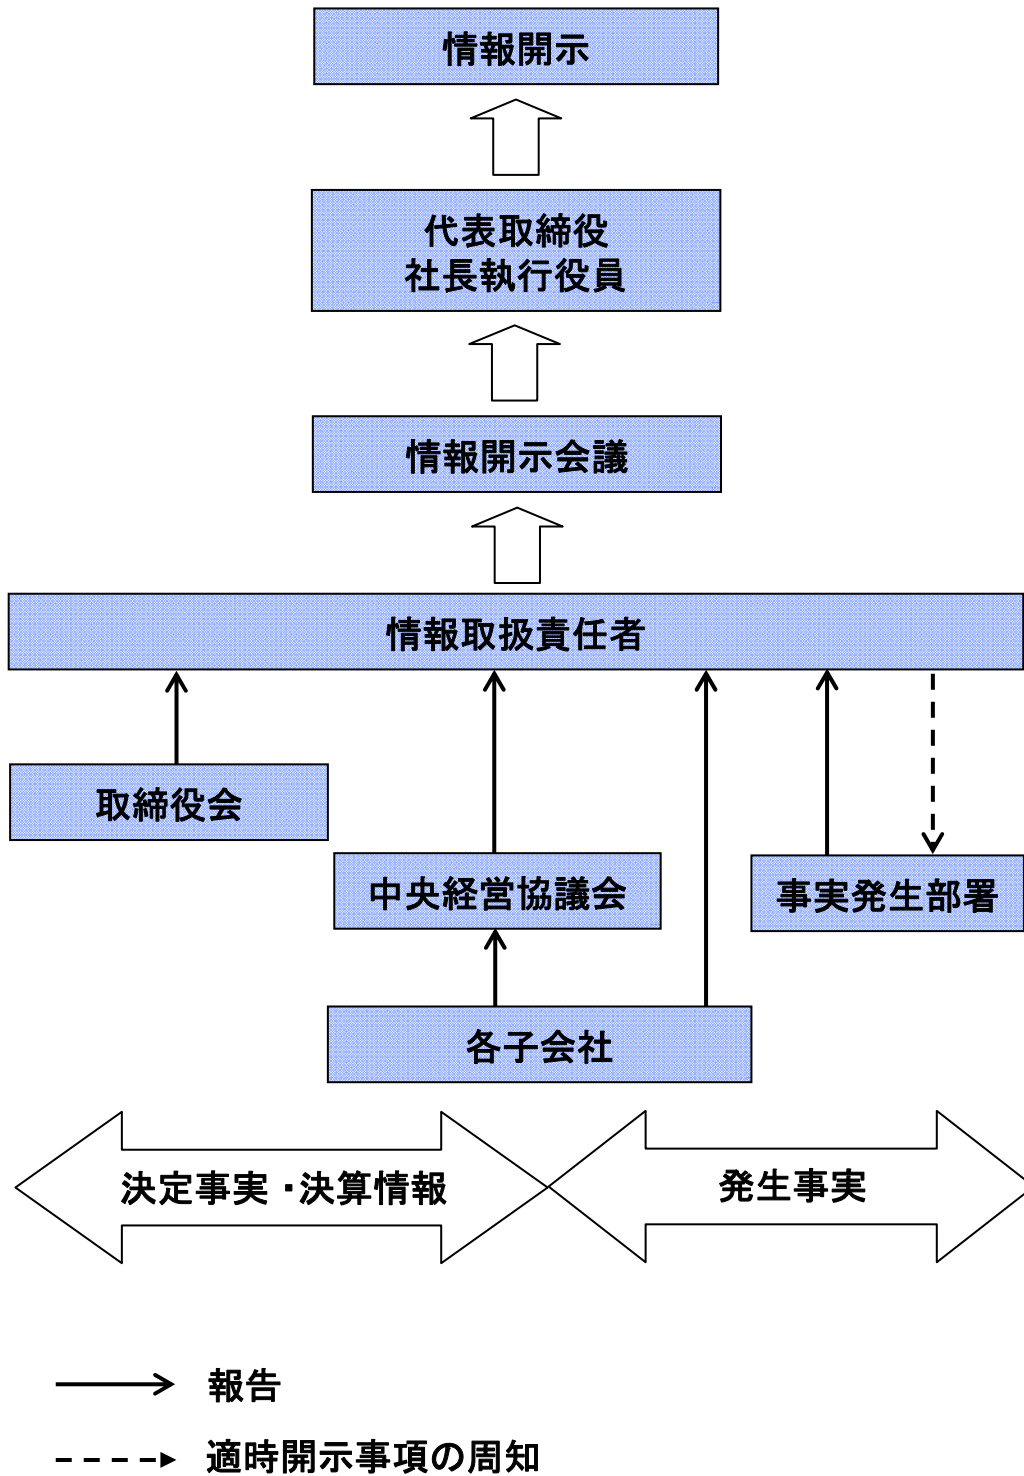 情報開示
代表取締役
社長執行役員
情報開示会議
情報取扱責任者
取締役会
中央経営協議会
事実発生部署
各子会社
決定事実・決算情報
発生事実
報告
適時開示事項の周知